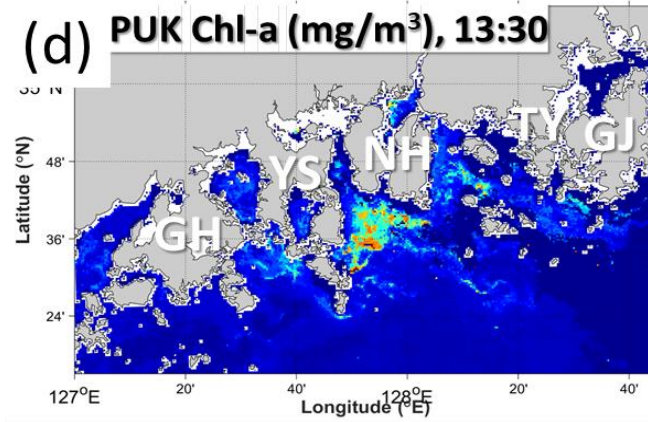 (d) PUK Chl-a (mg/m³), 13:30
35°N
TY
GJ
NH
YS
GH
48'
36'
24'
Latitude (°N)
127°E
20'
40'
128°E
20'
40'
Longitude (°E)